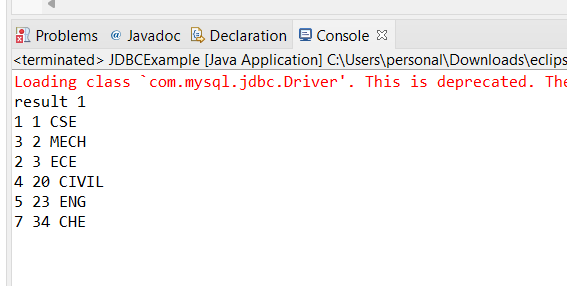 Problems @ Javadoc Declaration Console
<terminated> JDBCExample [Java Application] C:\Users\personal\Downloads\eclips
Loading class `com.mysql.jdbc.Driver'. This is deprecated. The
result 1
1 1 CSE
3 2 MECH
2 3 ECE
4 20 CIVIL
5 23 ENG
7 34 CHE